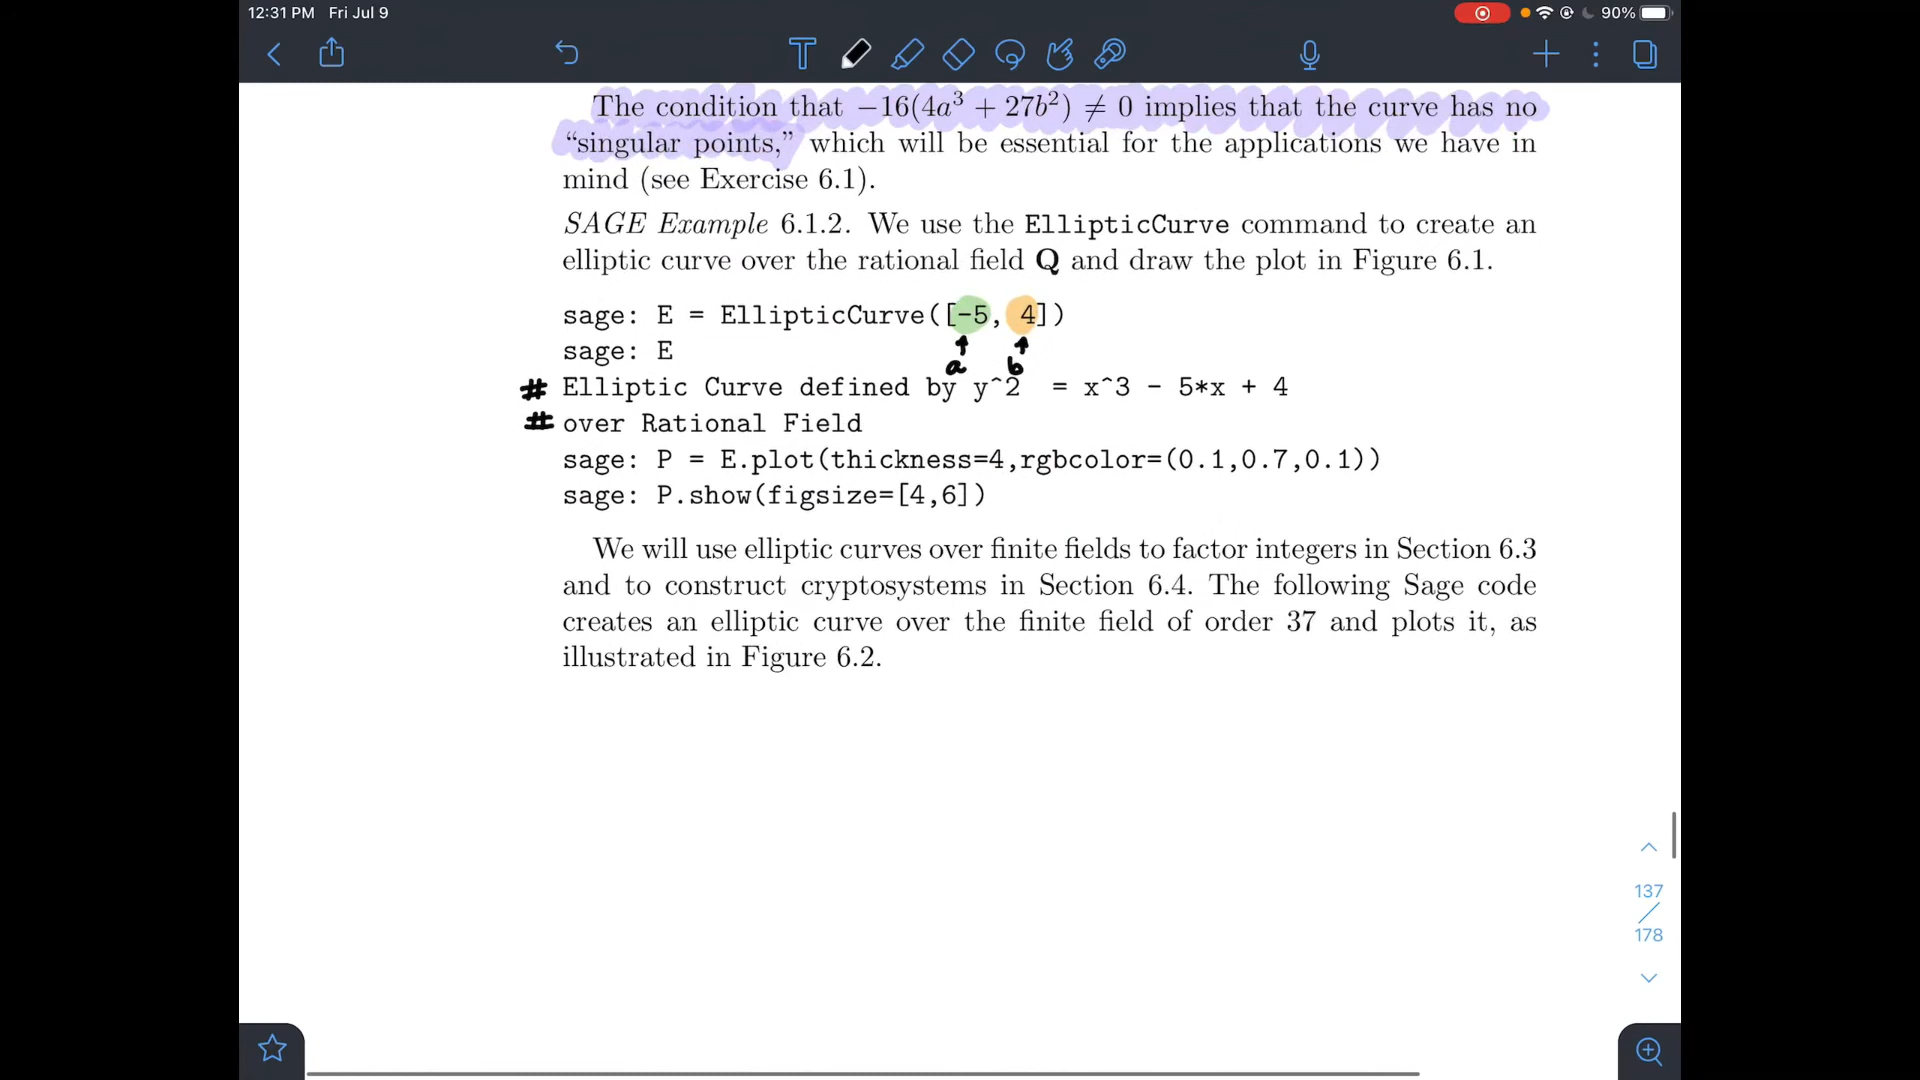 12:31 PM Fri Jul 9
90%
The condition that −16(4a³ + 27b²) ≠ 0 implies that the curve has no
“singular points,” which will be essential for the applications we have in
mind (see Exercise 6.1).
SAGE Example 6.1.2. We use the EllipticCurve command to create an
elliptic curve over the rational field Q and draw the plot in Figure 6.1.
sage: E = EllipticCurve([-5, 4])
sage: E
a b
# Elliptic Curve defined by y^2 = x^3 - 5*x + 4
# over Rational Field
sage: P = E.plot(thickness=4,rgbcolor=(0.1,0.7,0.1))
sage: P.show(figsize=[4,6])
We will use elliptic curves over finite fields to factor integers in Section 6.3
and to construct cryptosystems in Section 6.4. The following Sage code
creates an elliptic curve over the finite field of order 37 and plots it, as
illustrated in Figure 6.2.
137
178